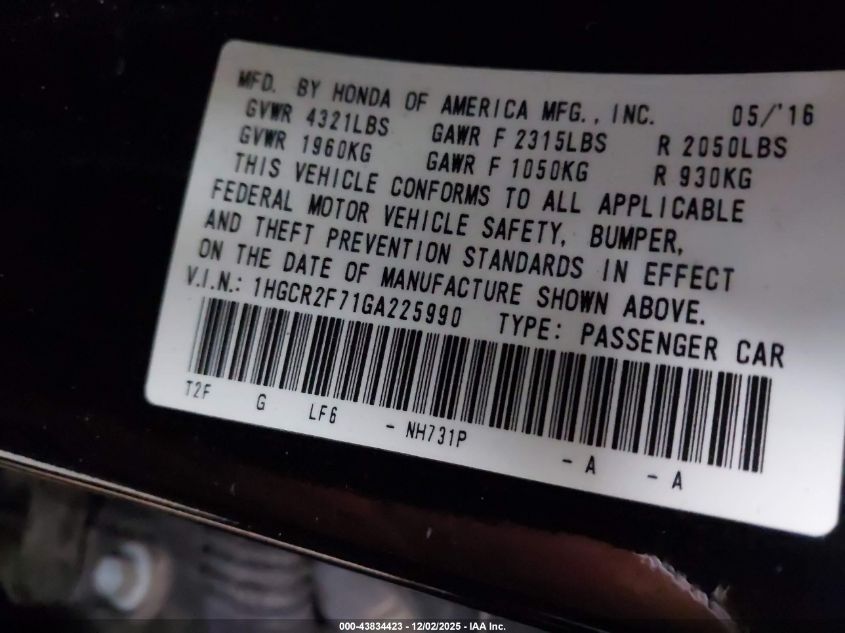 MFD. BY HONDA OF AMERICA MFG., INC. 05/'16
GVWR 4321LBS GAWR F 2315LBS R 2050LBS
GVWR 1960KG GAWR F 1050KG R 930KG
THIS VEHICLE CONFORMS TO ALL APPLICABLE
FEDERAL MOTOR VEHICLE SAFETY, BUMPER,
AND THEFT PREVENTION STANDARDS IN EFFECT
ON THE DATE OF MANUFACTURE SHOWN ABOVE.
V.I.N.: 1HGCR2F71GA225990 TYPE: PASSENGER CAR
T2F G LF6 - NH731P - A - A
000-43834423 - 12/02/2025 - IAA Inc.